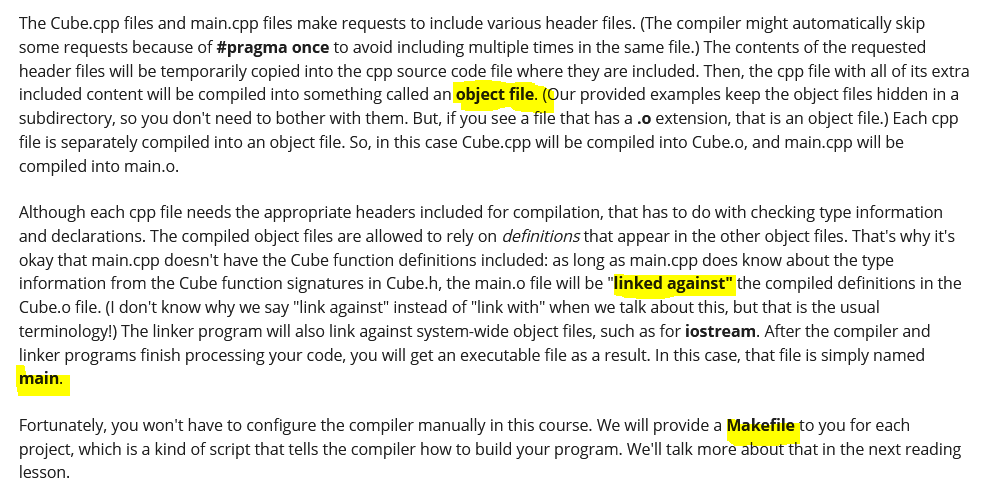 The Cube.cpp files and main.cpp files make requests to include various header files. (The compiler might automatically skip
some requests because of #pragma once to avoid including multiple times in the same file.) The contents of the requested
header files will be temporarily copied into the cpp source code file where they are included. Then, the cpp file with all of its extra
included content will be compiled into something called an object file. (Our provided examples keep the object files hidden in a
subdirectory, so you don't need to bother with them. But, if you see a file that has a .o extension, that is an object file.) Each cpp
file is separately compiled into an object file. So, in this case Cube.cpp will be compiled into Cube.o, and main.cpp will be
compiled into main.o.
Although each cpp file needs the appropriate headers included for compilation, that has to do with checking type information
and declarations. The compiled object files are allowed to rely on definitions that appear in the other object files. That's why it's
okay that main.cpp doesn't have the Cube function definitions included: as long as main.cpp does know about the type
information from the Cube function signatures in Cube.h, the main.o file will be "linked against" the compiled definitions in the
Cube.o file. (I don't know why we say "link against" instead of "link with" when we talk about this, but that is the usual
terminology!) The linker program will also link against system-wide object files, such as for iostream. After the compiler and
linker programs finish processing your code, you will get an executable file as a result. In this case, that file is simply named
main.
Fortunately, you won't have to configure the compiler manually in this course. We will provide a Makefile to you for each
project, which is a kind of script that tells the compiler how to build your program. We'll talk more about that in the next reading
lesson.